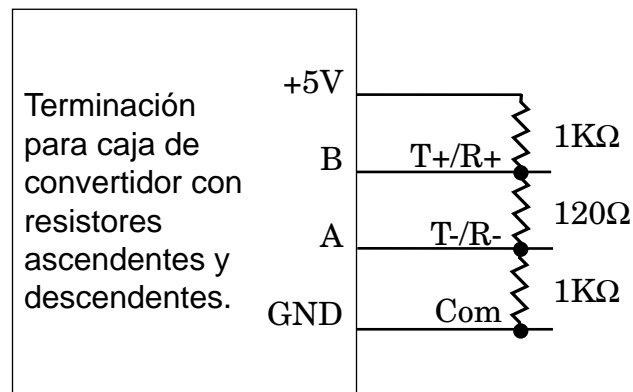 Terminación
para caja de
convertidor con
resistores
ascendentes y
descendentes.
+5V
1KΩ
B T+/R+
120Ω
A T-/R-
1KΩ
GND Com